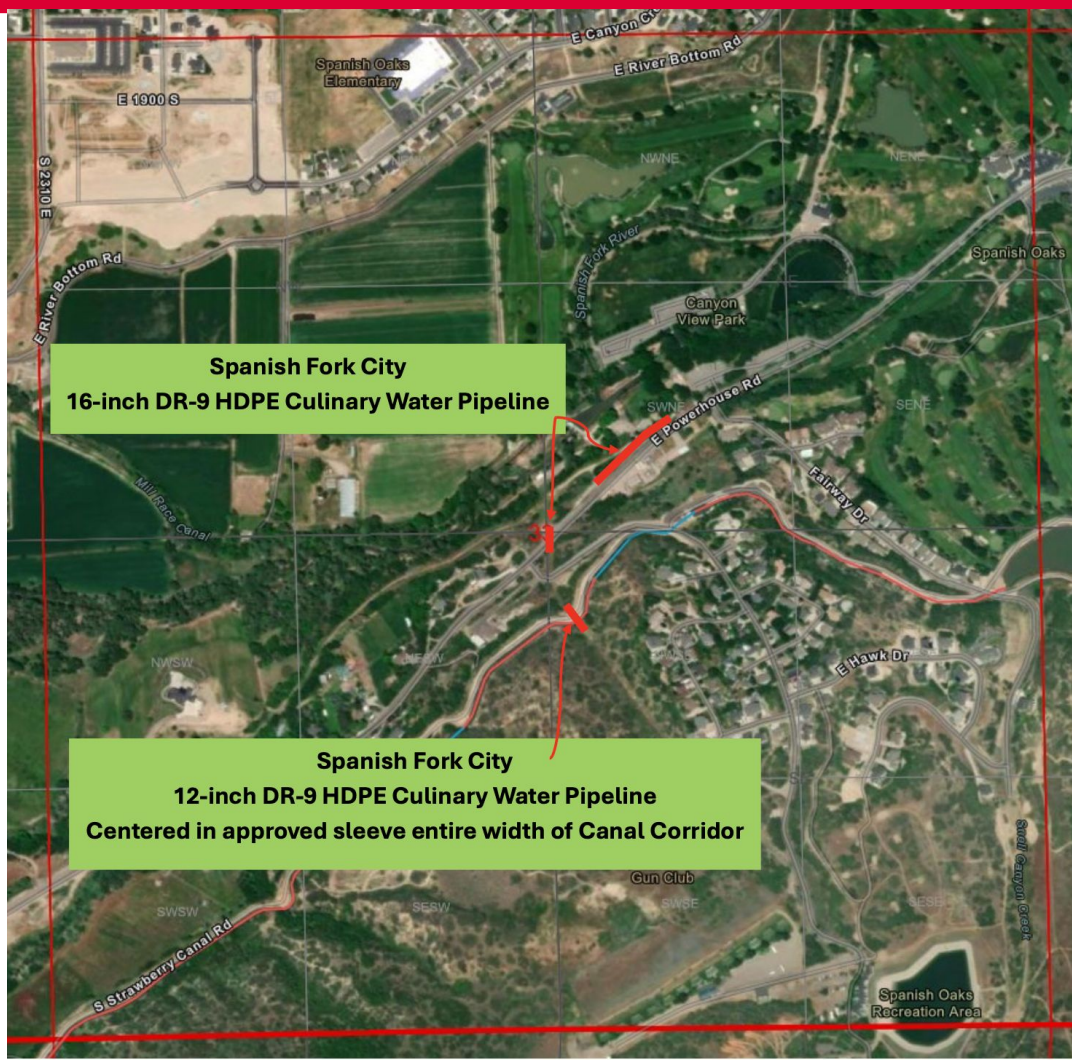 E Canyon Cr
E River Bottom Rd
Spanish Oaks
Elementary
E 1900 S
S 2310 E
NWNE
NENE
Spanish Fork River
Spanish Oaks
E River Bottom Rd
Canyon
View Park
Spanish Fork City
16-inch DR-9 HDPE Culinary Water Pipeline
SWNE
SENE
E Powerhouse Rd
Fairway Dr
Mill Race Canal
3
NWSW
NESW
E Hawk Dr
Spanish Fork City
12-inch DR-9 HDPE Culinary Water Pipeline
Centered in approved sleeve entire width of Canal Corridor
Gun Club
SWSW
SESW
SWSE
SESE
S Strawberry Canal Rd
Spanish Oaks
Recreation Area